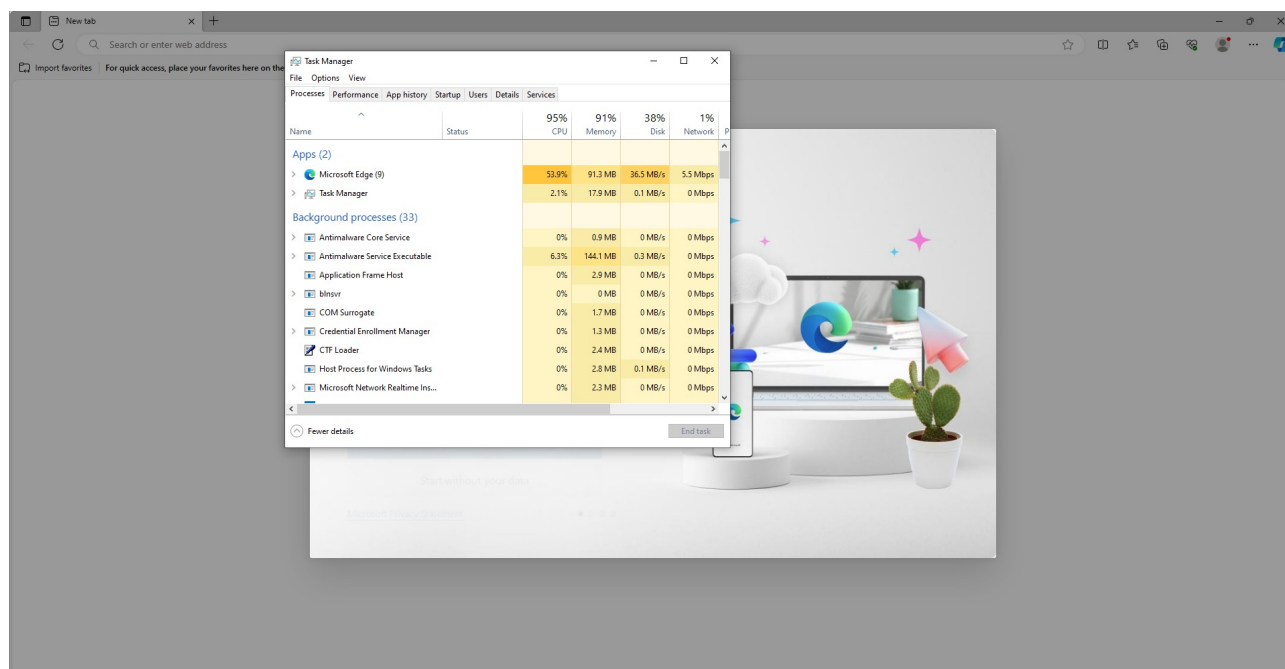 New tab
Search or enter web address
Import favorites For quick access, place your favorites here on the
Task Manager
File Options View
Processes Performance App history Startup Users Details Services
95% 91% 38% 1%
Name Status CPU Memory Disk Network P
Apps (2)
Microsoft Edge (9) 53.9% 91.3 MB 36.5 MB/s 5.5 Mbps
Task Manager 2.1% 17.9 MB 0.1 MB/s 0 Mbps
Background processes (33)
Antimalware Core Service 0% 0.9 MB 0 MB/s 0 Mbps
Antimalware Service Executable 6.3% 144.1 MB 0.3 MB/s 0 Mbps
Application Frame Host 0% 2.9 MB 0 MB/s 0 Mbps
blnsvr 0% 0 MB 0 MB/s 0 Mbps
COM Surrogate 0% 1.7 MB 0 MB/s 0 Mbps
Credential Enrollment Manager 0% 1.3 MB 0 MB/s 0 Mbps
CTF Loader 0% 2.4 MB 0 MB/s 0 Mbps
Host Process for Windows Tasks 0% 2.8 MB 0.1 MB/s 0 Mbps
Microsoft Network Realtime Ins... 0% 2.3 MB 0 MB/s 0 Mbps
Fewer details End task
Start without your data